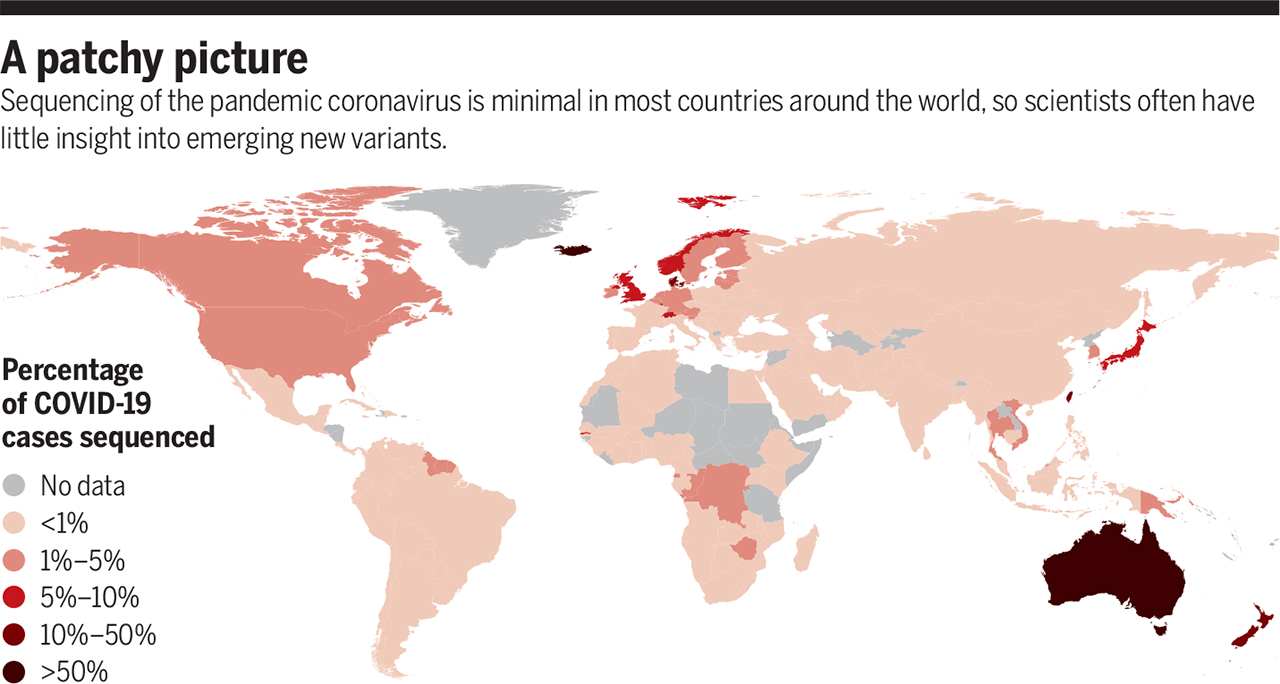 A patchy picture
Sequencing of the pandemic coronavirus is minimal in most countries around the world, so scientists often have
little insight into emerging new variants.
Percentage
of COVID-19
cases sequenced
No data
<1%
1%–5%
5%–10%
10%–50%
>50%